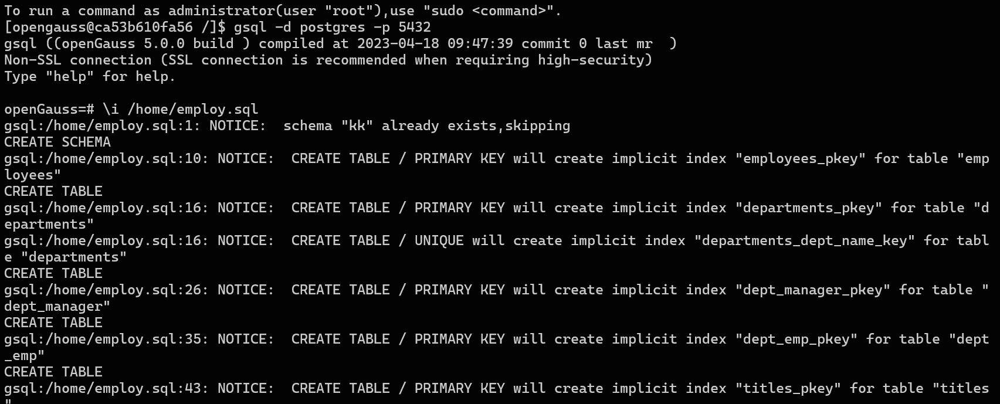 To run a command as administrator(user "root"),use "sudo <command>".
[opengauss@ca53b610fa56 /]$ gsql -d postgres -p 5432
gsql ((openGauss 5.0.0 build ) compiled at 2023-04-18 09:47:39 commit 0 last mr  )
Non-SSL connection (SSL connection is recommended when requiring high-security)
Type "help" for help.

openGauss=# \i /home/employ.sql
gsql:/home/employ.sql:1: NOTICE:  schema "kk" already exists,skipping
CREATE SCHEMA
gsql:/home/employ.sql:10: NOTICE:  CREATE TABLE / PRIMARY KEY will create implicit index "employees_pkey" for table "emp
loyees"
CREATE TABLE
gsql:/home/employ.sql:16: NOTICE:  CREATE TABLE / PRIMARY KEY will create implicit index "departments_pkey" for table "d
epartments"
gsql:/home/employ.sql:16: NOTICE:  CREATE TABLE / UNIQUE will create implicit index "departments_dept_name_key" for tabl
e "departments"
CREATE TABLE
gsql:/home/employ.sql:26: NOTICE:  CREATE TABLE / PRIMARY KEY will create implicit index "dept_manager_pkey" for table "
dept_manager"
CREATE TABLE
gsql:/home/employ.sql:35: NOTICE:  CREATE TABLE / PRIMARY KEY will create implicit index "dept_emp_pkey" for table "dept
_emp"
CREATE TABLE
gsql:/home/employ.sql:43: NOTICE:  CREATE TABLE / PRIMARY KEY will create implicit index "titles_pkey" for table "titles
"